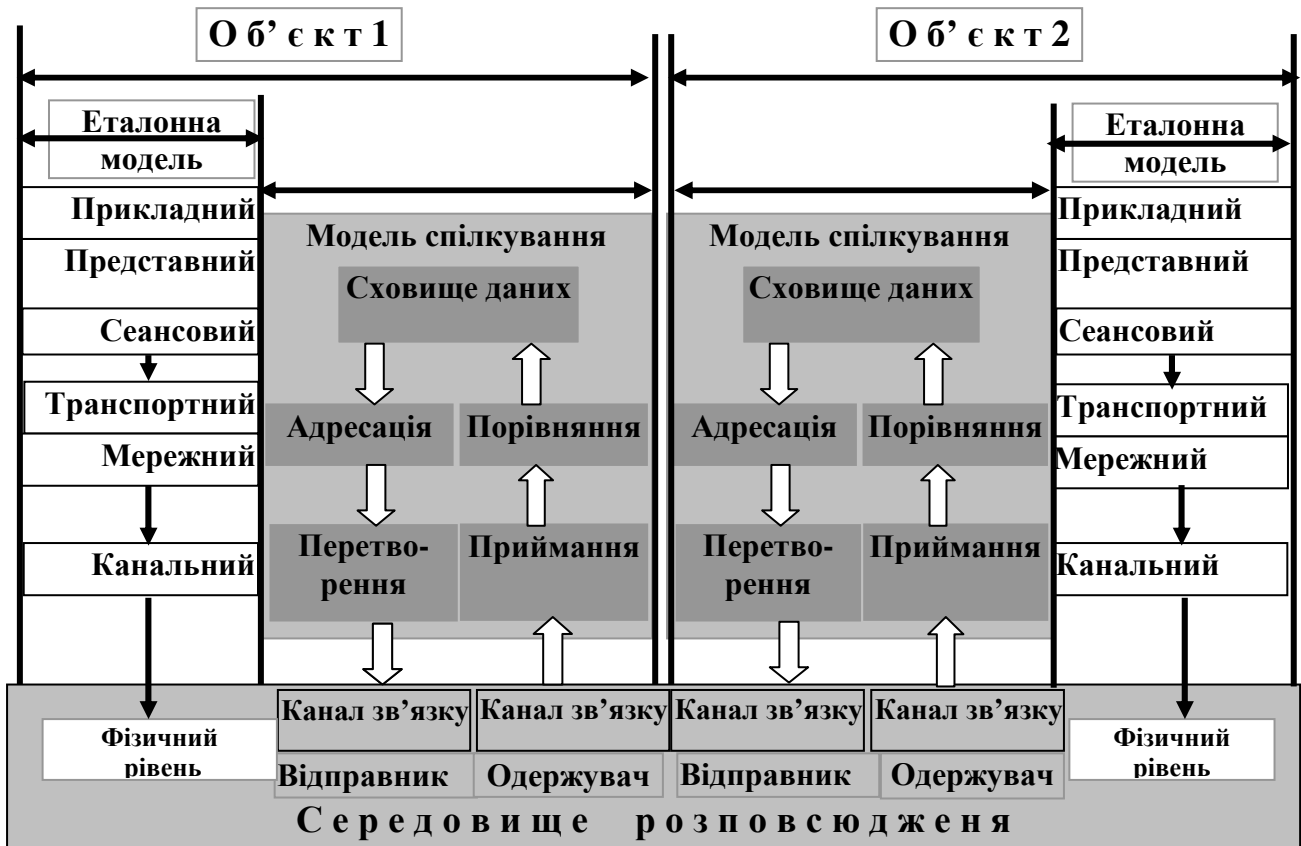 О б’ є к т 1
О б’ є к т 2
Еталонна
модель
Еталонна
модель
Прикладний
Прикладний
Модель спілкування
Модель спілкування
Представний
Представний
Сховище даних
Сховище даних
Сеансовий
Сеансовий
Транспортний
Транспортний
Адресація
Порівняння
Адресація
Порівняння
Мережний
Мережний
Перетво-
рення
Приймання
Перетво-
рення
Приймання
Канальний
Канальний
Канал зв’язку
Канал зв’язку
Канал зв’язку
Канал зв’язку
Фізичний
рівень
Фізичний
рівень
Відправник
Одержувач
Відправник
Одержувач
С е р е д о в и щ е р о з п о в с ю д ж е н я